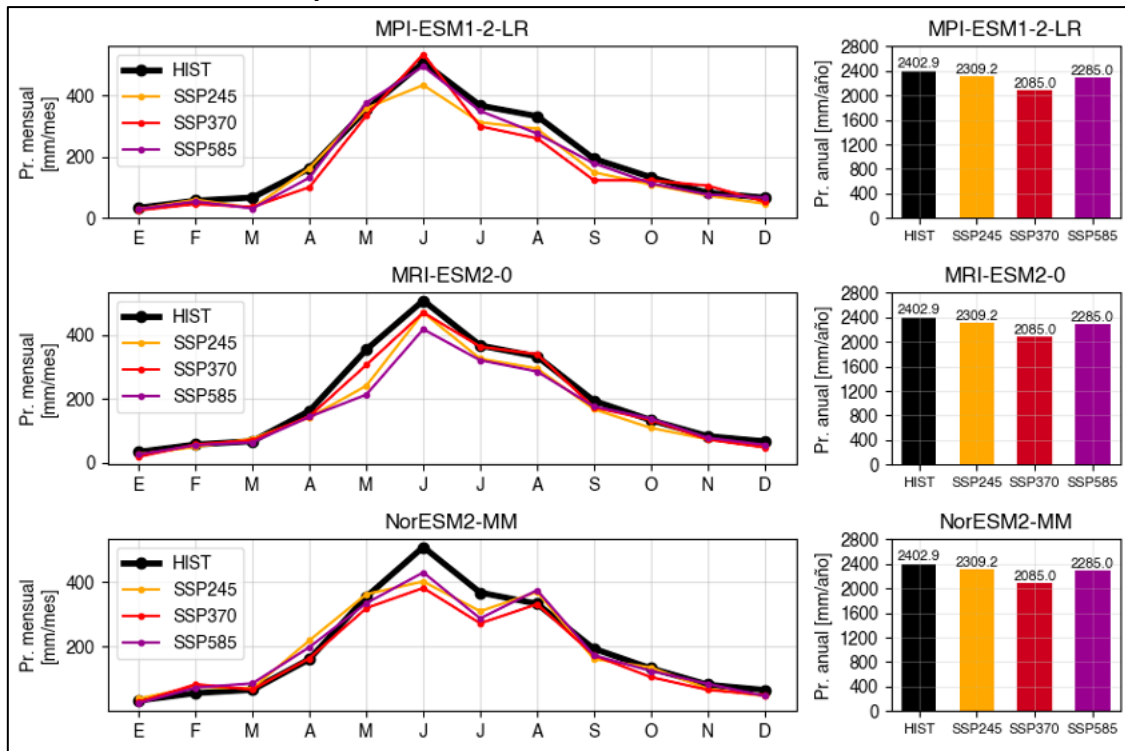 MPI-ESM1-2-LR
Pr. mensual
[mm/mes]
400
200
0
HIST
SSP245
SSP370
SSP585
E F M A M J J A S O N D
MPI-ESM1-2-LR
Pr. anual [mm/año]
2800
2400
2000
1600
1200
800
400
0
2402.9 2309.2 2085.0 2285.0
HIST SSP245 SSP370 SSP585
MRI-ESM2-0
Pr. mensual
[mm/mes]
400
200
0
HIST
SSP245
SSP370
SSP585
E F M A M J J A S O N D
MRI-ESM2-0
Pr. anual [mm/año]
2800
2400
2000
1600
1200
800
400
0
2402.9 2309.2 2085.0 2285.0
HIST SSP245 SSP370 SSP585
NorESM2-MM
Pr. mensual
[mm/mes]
400
200
HIST
SSP245
SSP370
SSP585
E F M A M J J A S O N D
NorESM2-MM
Pr. anual [mm/año]
2800
2400
2000
1600
1200
800
400
0
2402.9 2309.2 2085.0 2285.0
HIST SSP245 SSP370 SSP585